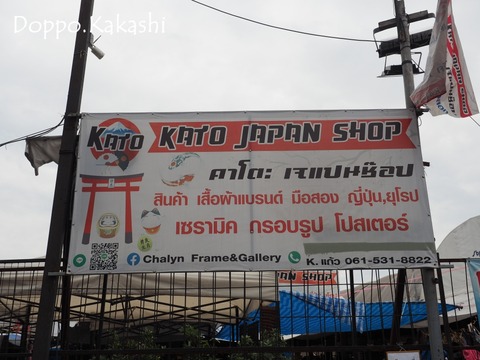 Doppo.Kakashi
KATO
KATO JAPAN SHOP
คาโตะ เจแปนช็อป
สินค้า เสื้อผ้าแบรนด์ มือสอง ญี่ปุ่น,ยุโรป
เซรามิค กรอบรูป โปสเตอร์
Chalyn Frame&Gallery
K. แก้ว 061-531-8822
AN SHOP